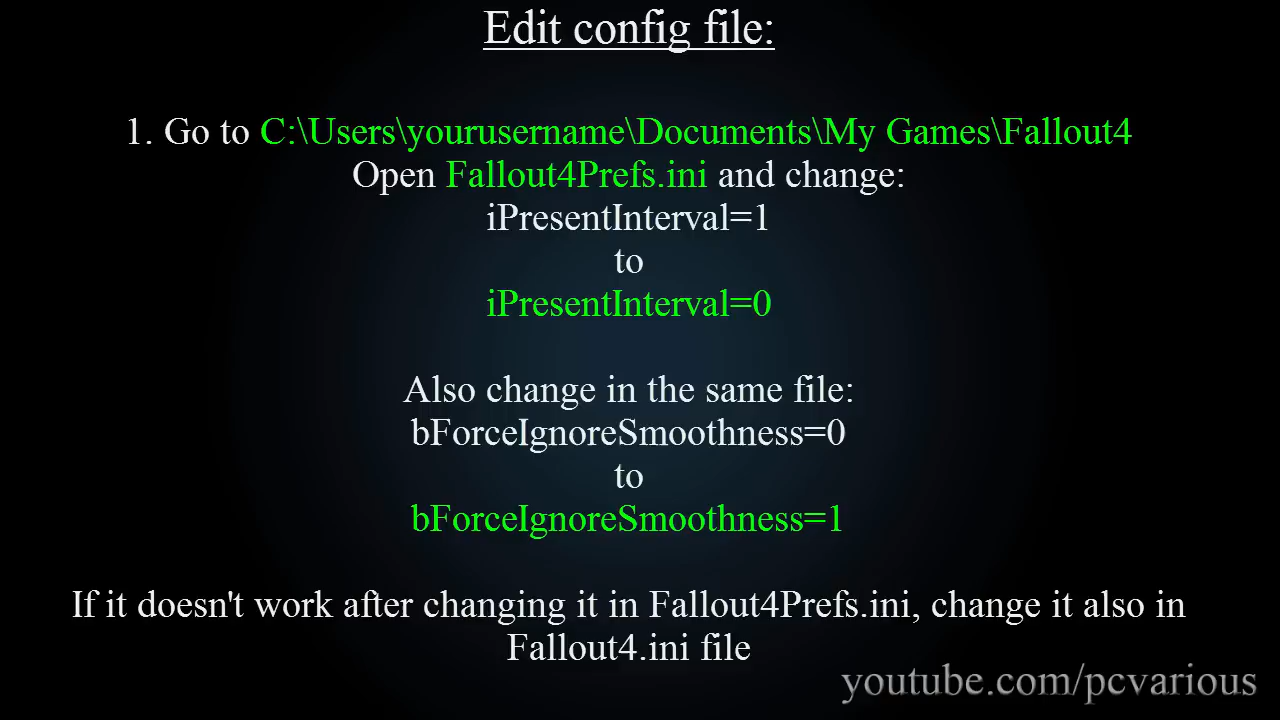 Edit config file:
1. Go to C:\Users\yourusername\Documents\My Games\Fallout4
Open Fallout4Prefs.ini and change:
iPresentInterval=1
to
iPresentInterval=0
Also change in the same file:
bForceIgnoreSmoothness=0
to
bForceIgnoreSmoothness=1
If it doesn't work after changing it in Fallout4Prefs.ini, change it also in
Fallout4.ini file
youtube.com/pcvarious